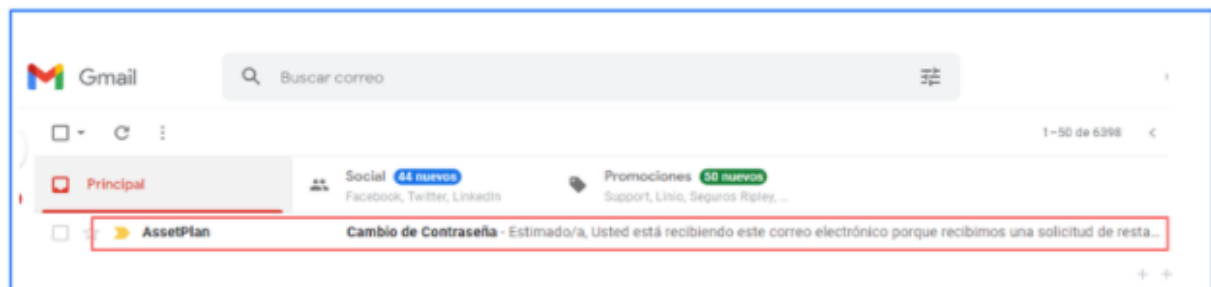 Gmail
Buscar correo
1–50 de 6398
Principal
Social 44 nuevos
Facebook, Twitter, LinkedIn
Promociones 50 nuevos
Support, Linio, Seguros Ripley, ...
AssetPlan Cambio de Contraseña - Estimado/a, Usted está recibiendo este correo electrónico porque recibimos una solicitud de resta...